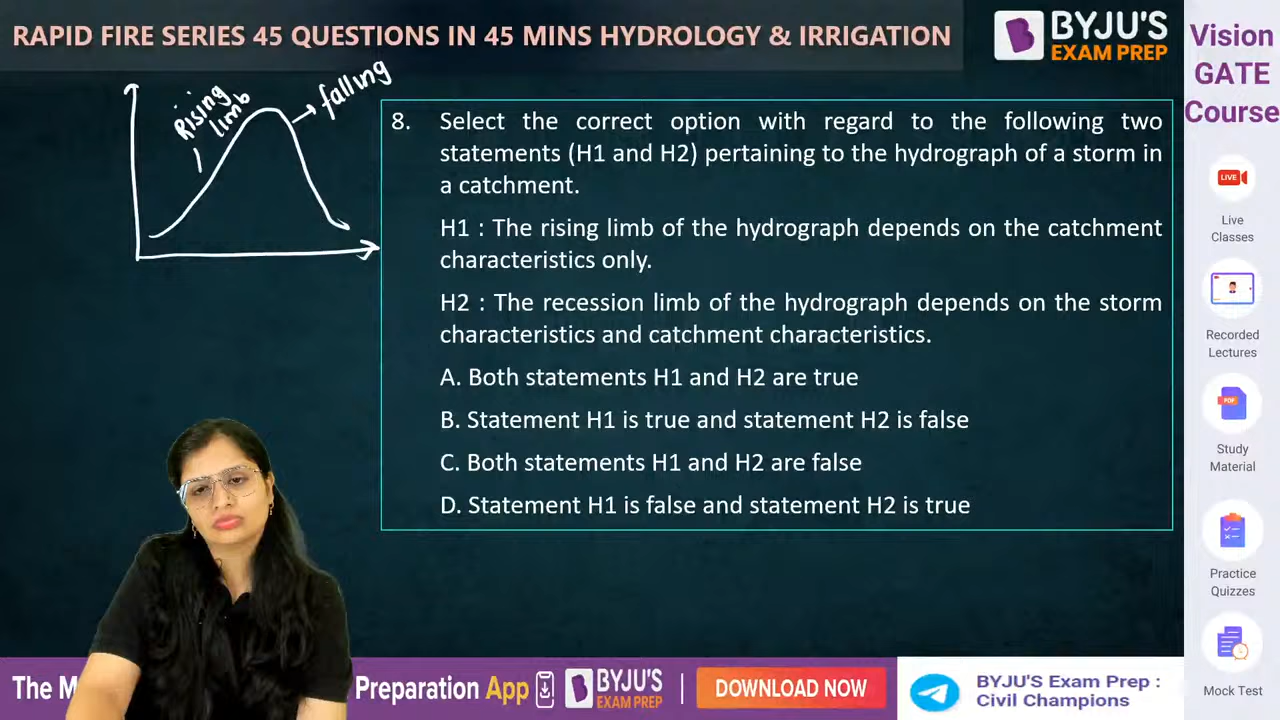 RAPID FIRE SERIES 45 QUESTIONS IN 45 MINS HYDROLOGY & IRRIGATION
BYJU'S
EXAM PREP
Vision
GATE
Course
Rising
limb
falling
8. Select the correct option with regard to the following two
statements (H1 and H2) pertaining to the hydrograph of a storm in
a catchment.
H1 : The rising limb of the hydrograph depends on the catchment
characteristics only.
H2 : The recession limb of the hydrograph depends on the storm
characteristics and catchment characteristics.
A. Both statements H1 and H2 are true
B. Statement H1 is true and statement H2 is false
C. Both statements H1 and H2 are false
D. Statement H1 is false and statement H2 is true
LIVE
Live
Classes
Recorded
Lectures
PDF
Study
Material
Practice
Quizzes
Mock Test
The M
Preparation App
BYJU'S
EXAM PREP
DOWNLOAD NOW
BYJU'S Exam Prep :
Civil Champions